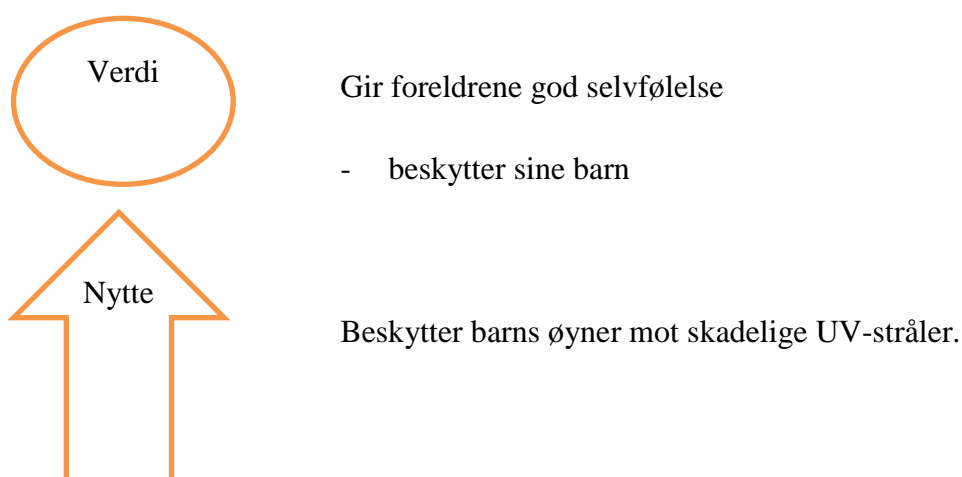 Verdi
Gir foreldrene god selvfølelse
- beskytter sine barn
Nytte
Beskytter barns øyner mot skadelige UV-stråler.